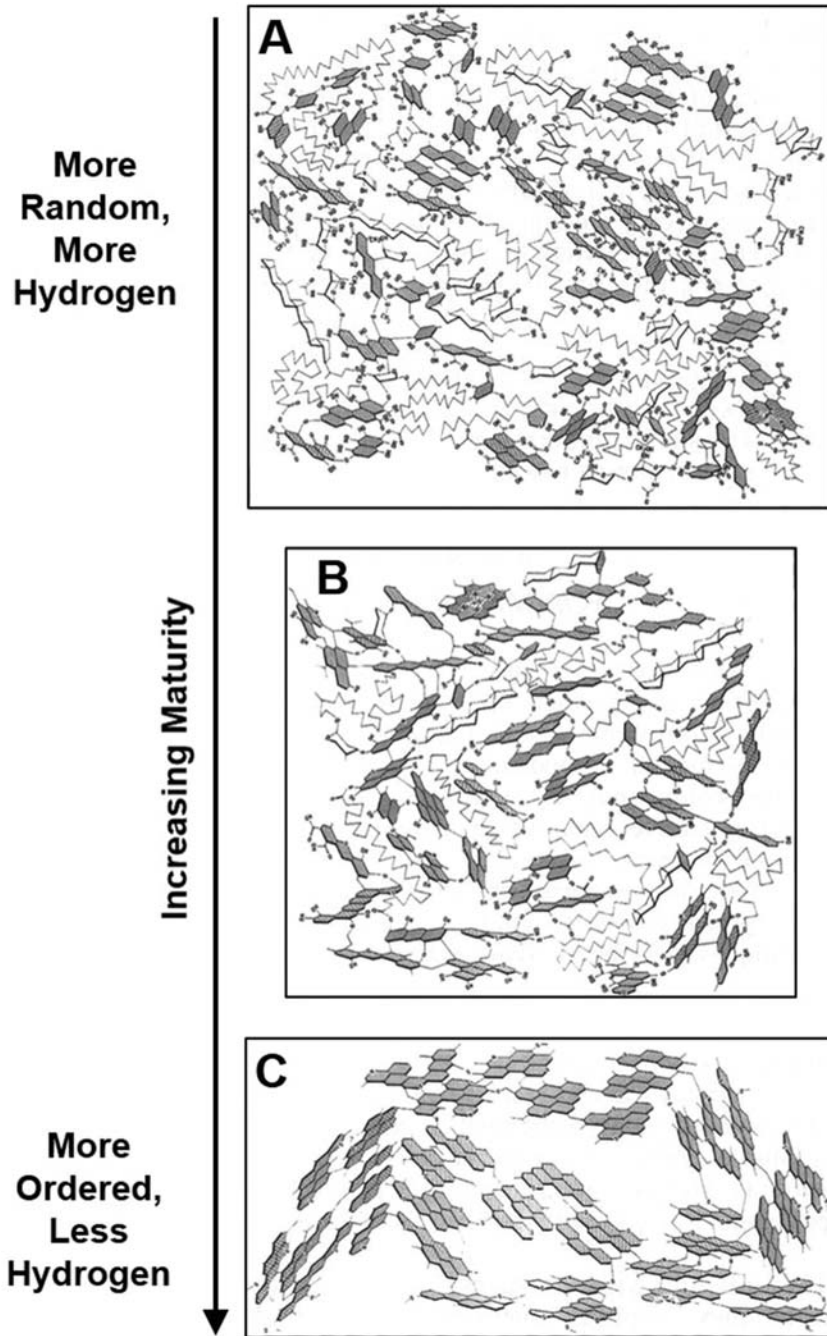 A
More
Random,
More
Hydrogen
B
Increasing Maturity
C
More
Ordered,
Less
Hydrogen